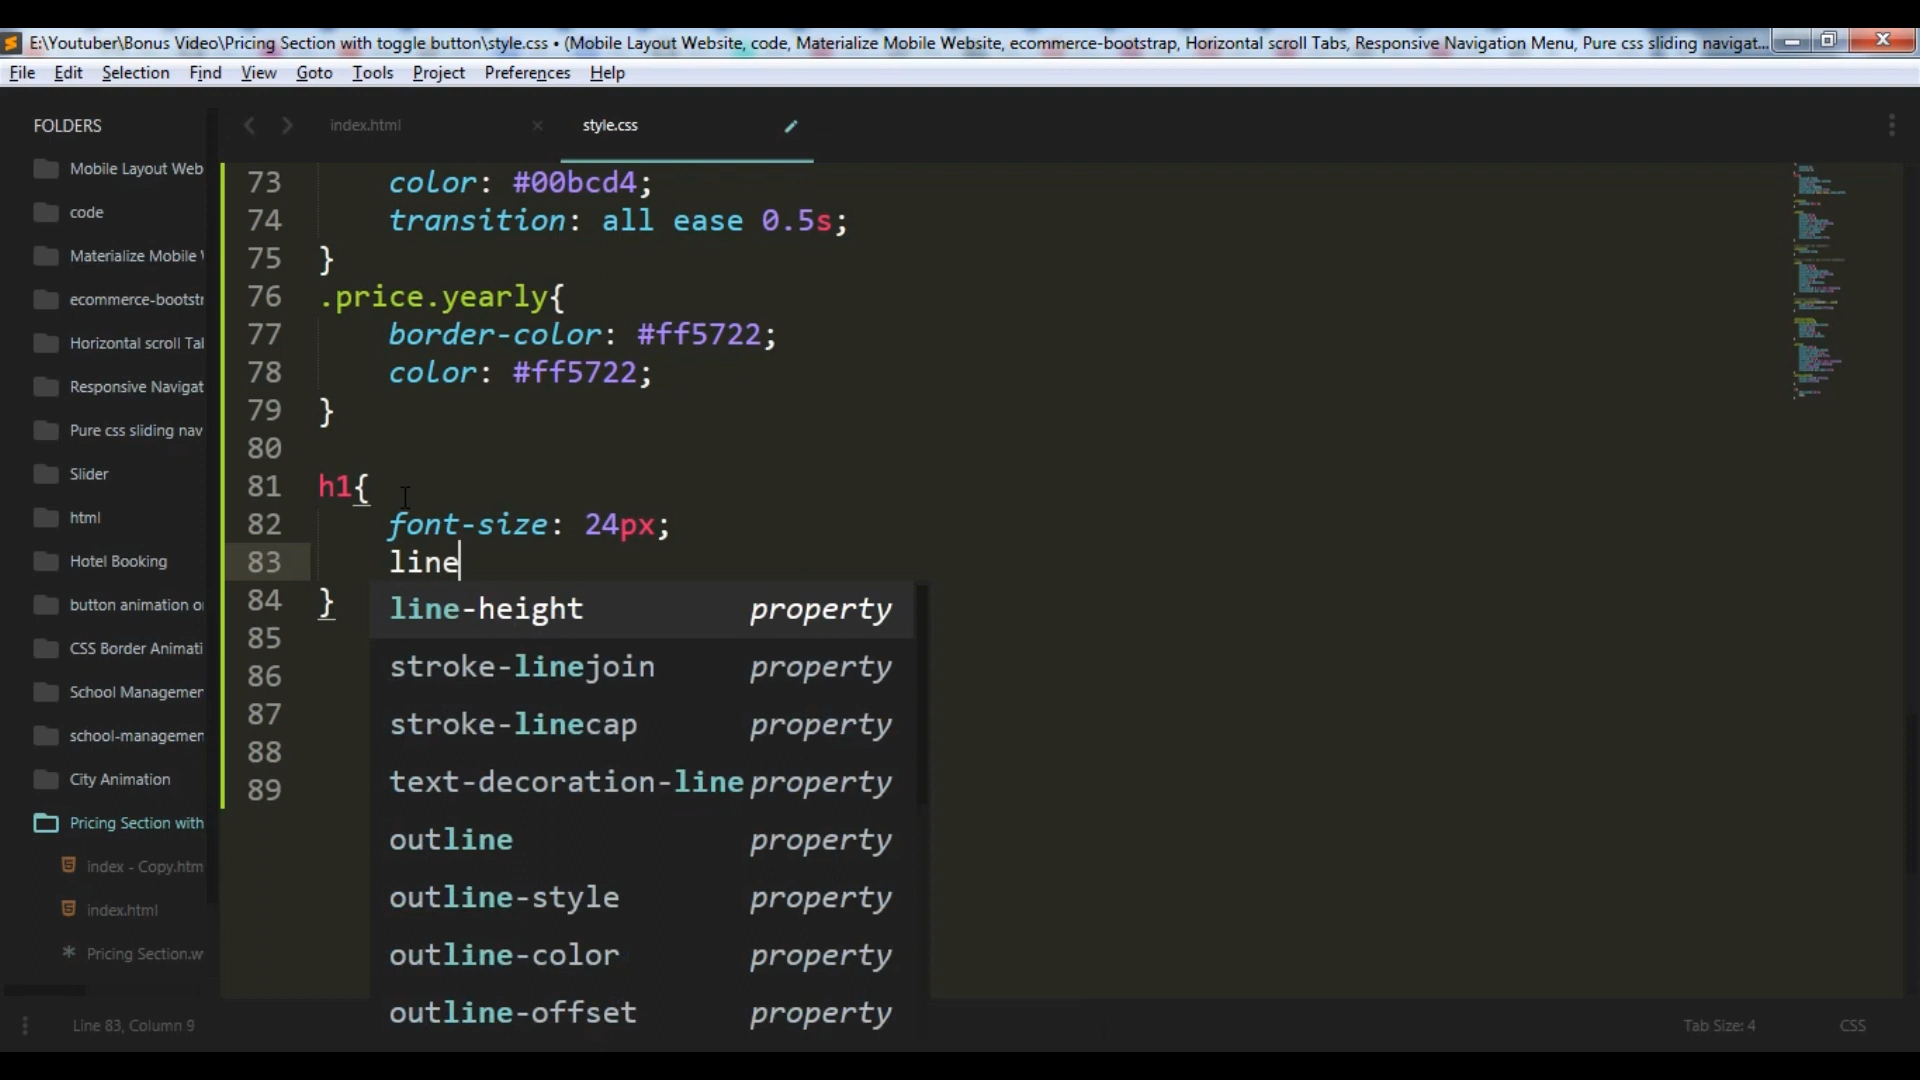 E:\Youtuber\Bonus Video\Pricing Section with toggle button\style.css • (Mobile Layout Website, code, Materialize Mobile Website, ecommerce-bootstrap, Horizontal scroll Tabs, Responsive Navigation Menu, Pure css sliding navigat...
File Edit Selection Find View Goto Tools Project Preferences Help
FOLDERS
Mobile Layout Web
code
Materialize Mobile
ecommerce-bootstr
Horizontal scroll Tal
Responsive Navigat
Pure css sliding nav
Slider
html
Hotel Booking
button animation o
CSS Border Animati
School Managemer
school-managemen
City Animation
Pricing Section with
index - Copy.htm
index.html
Pricing Section.w
index.html
style.css
73 color: #00bcd4;
74 transition: all ease 0.5s;
75 }
76 .price.yearly{
77 border-color: #ff5722;
78 color: #ff5722;
79 }
80
81 h1{
82 font-size: 24px;
83 line
84 }
85
86
87
88
89
line-height property
stroke-linejoin property
stroke-linecap property
text-decoration-line property
outline property
outline-style property
outline-color property
outline-offset property
Line 83, Column 9
Tab Size: 4
CSS